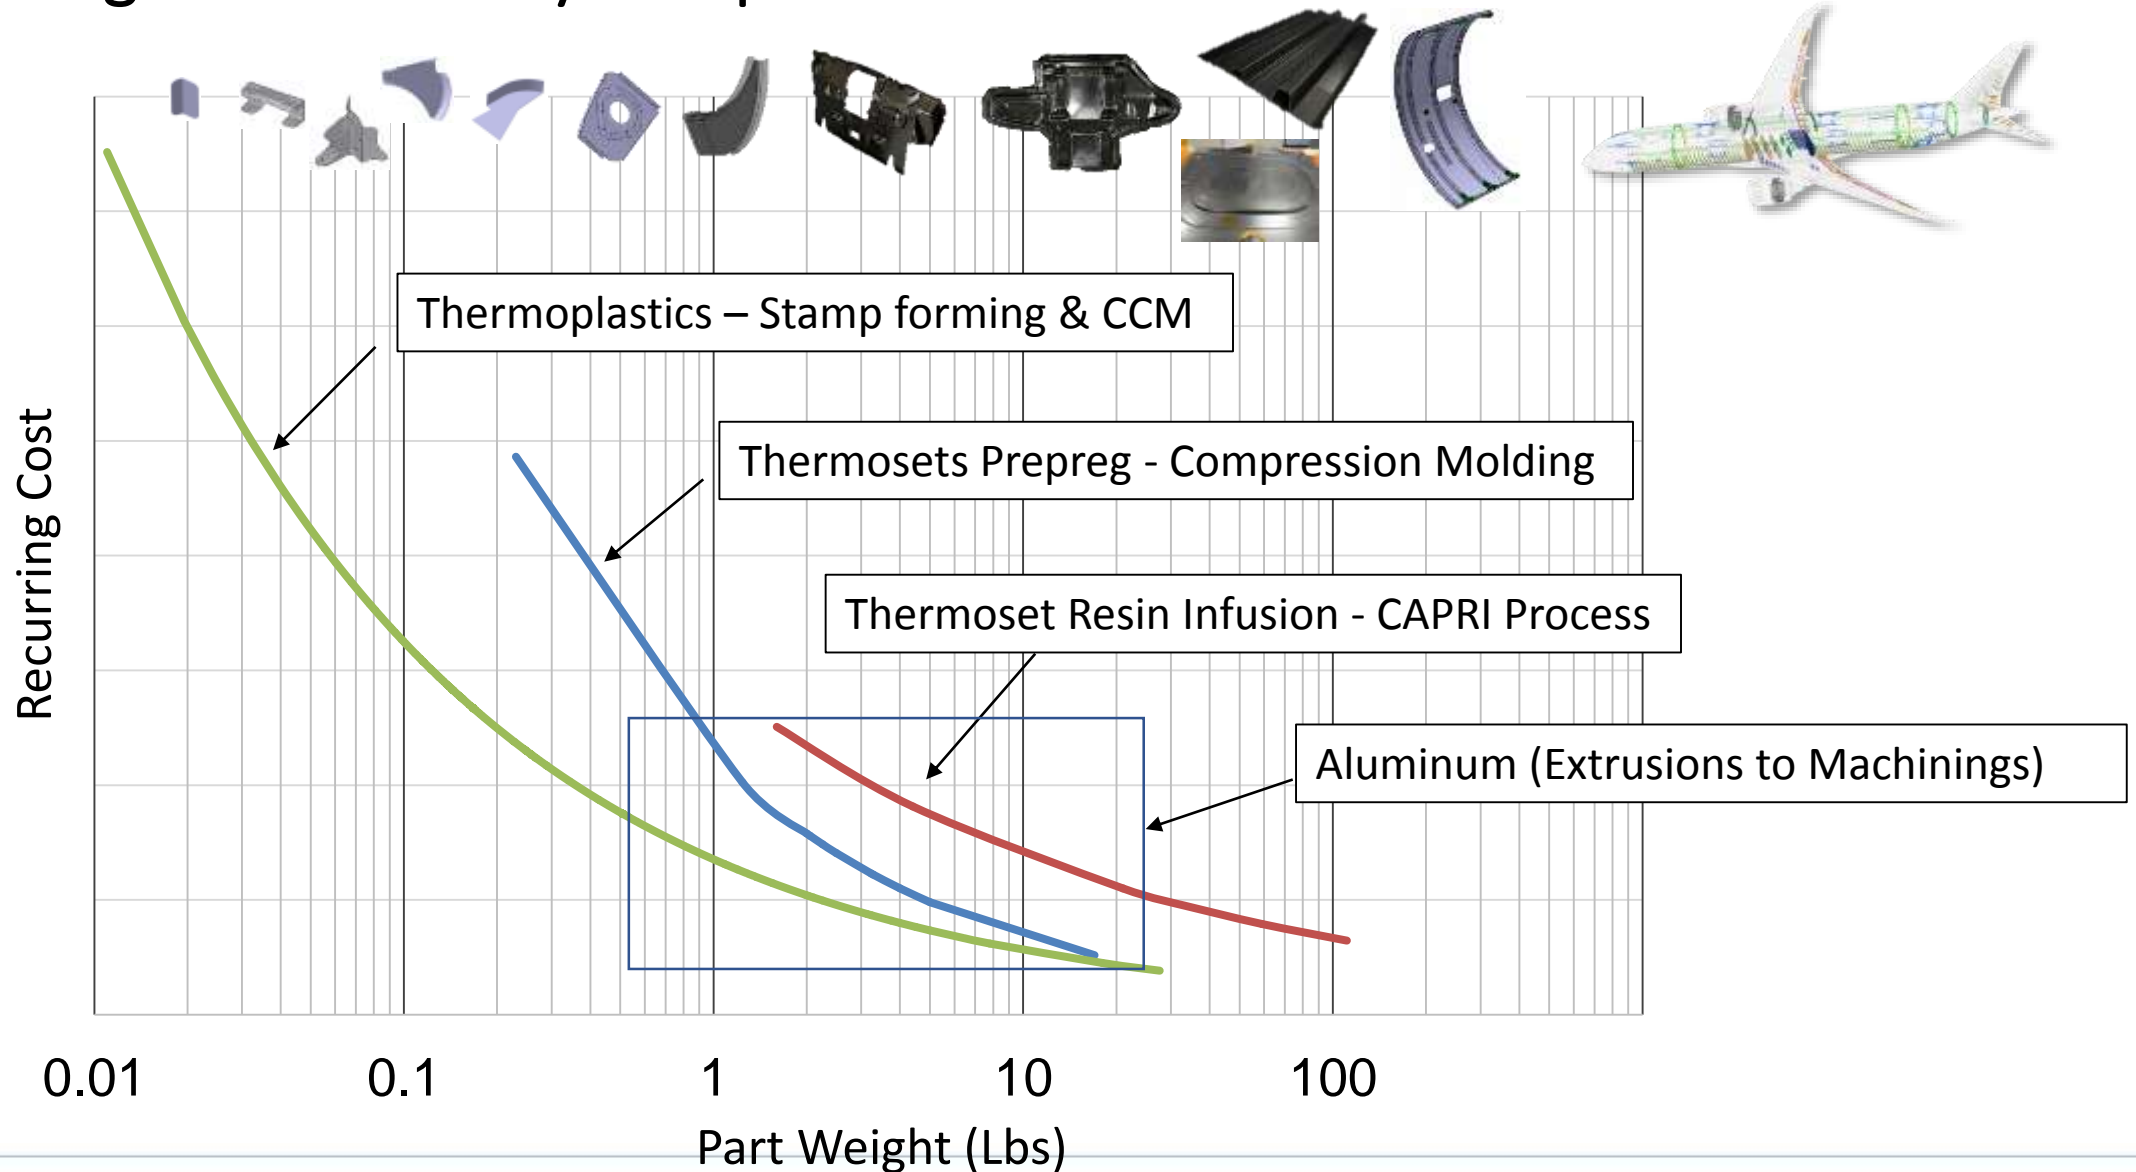 Thermoplastics – Stamp forming & CCM
Thermosets Prepreg - Compression Molding
Thermoset Resin Infusion - CAPRI Process
Aluminum (Extrusions to Machinings)
Recurring Cost
0.01 0.1 1 10 100
Part Weight (Lbs)